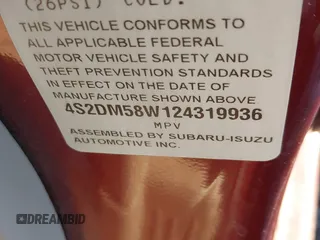 (26PSI) COLD.
THIS VEHICLE CONFORMS TO
ALL APPLICABLE FEDERAL
MOTOR VEHICLE SAFETY AND
THEFT PREVENTION STANDARDS
IN EFFECT ON THE DATE OF
MANUFACTURE SHOWN ABOVE
4S2DM58W124319936
MPV
ASSEMBLED BY SUBARU-ISUZU
AUTOMOTIVE INC.
DREAMBID